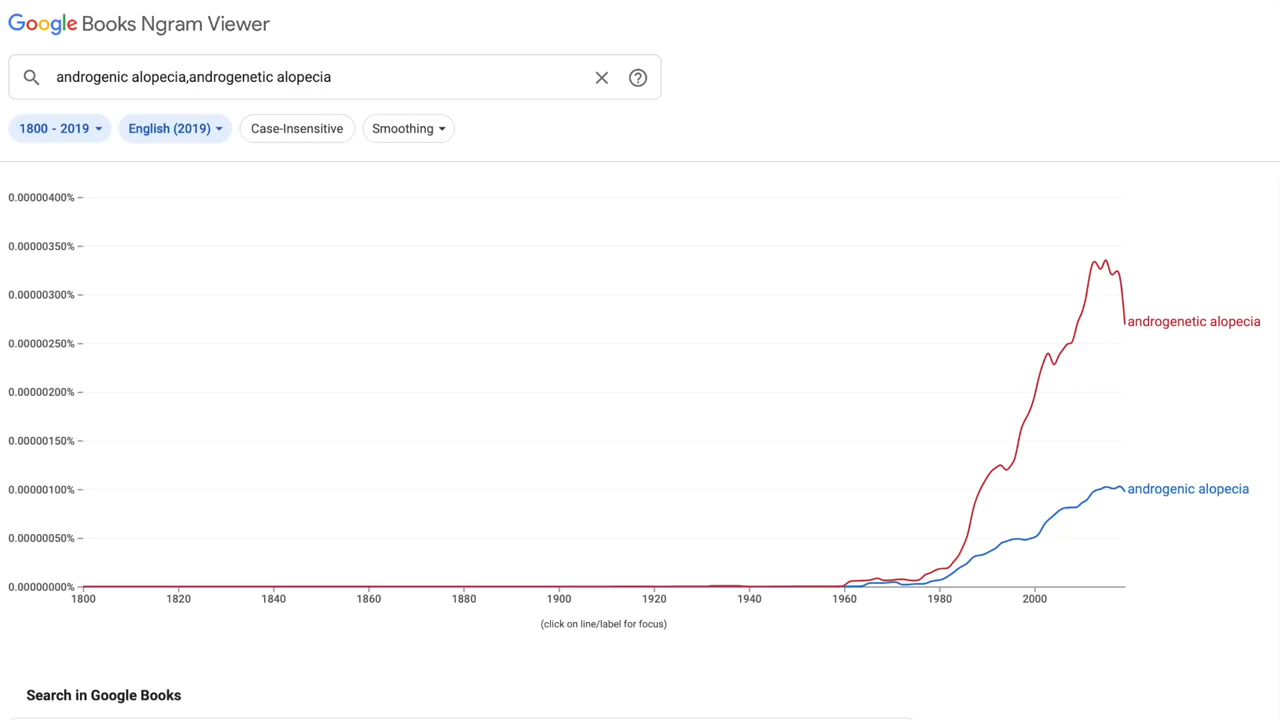 Google Books Ngram Viewer
androgenic alopecia,androgenetic alopecia
1800 - 2019 English (2019) Case-Insensitive Smoothing
0.00000400%
0.00000350%
0.00000300%
androgenetic alopecia
0.00000250%
0.00000200%
0.00000150%
0.00000100%
androgenic alopecia
0.00000050%
0.00000000%
1800 1820 1840 1860 1880 1900 1920 1940 1960 1980 2000
(click on line/label for focus)
Search in Google Books